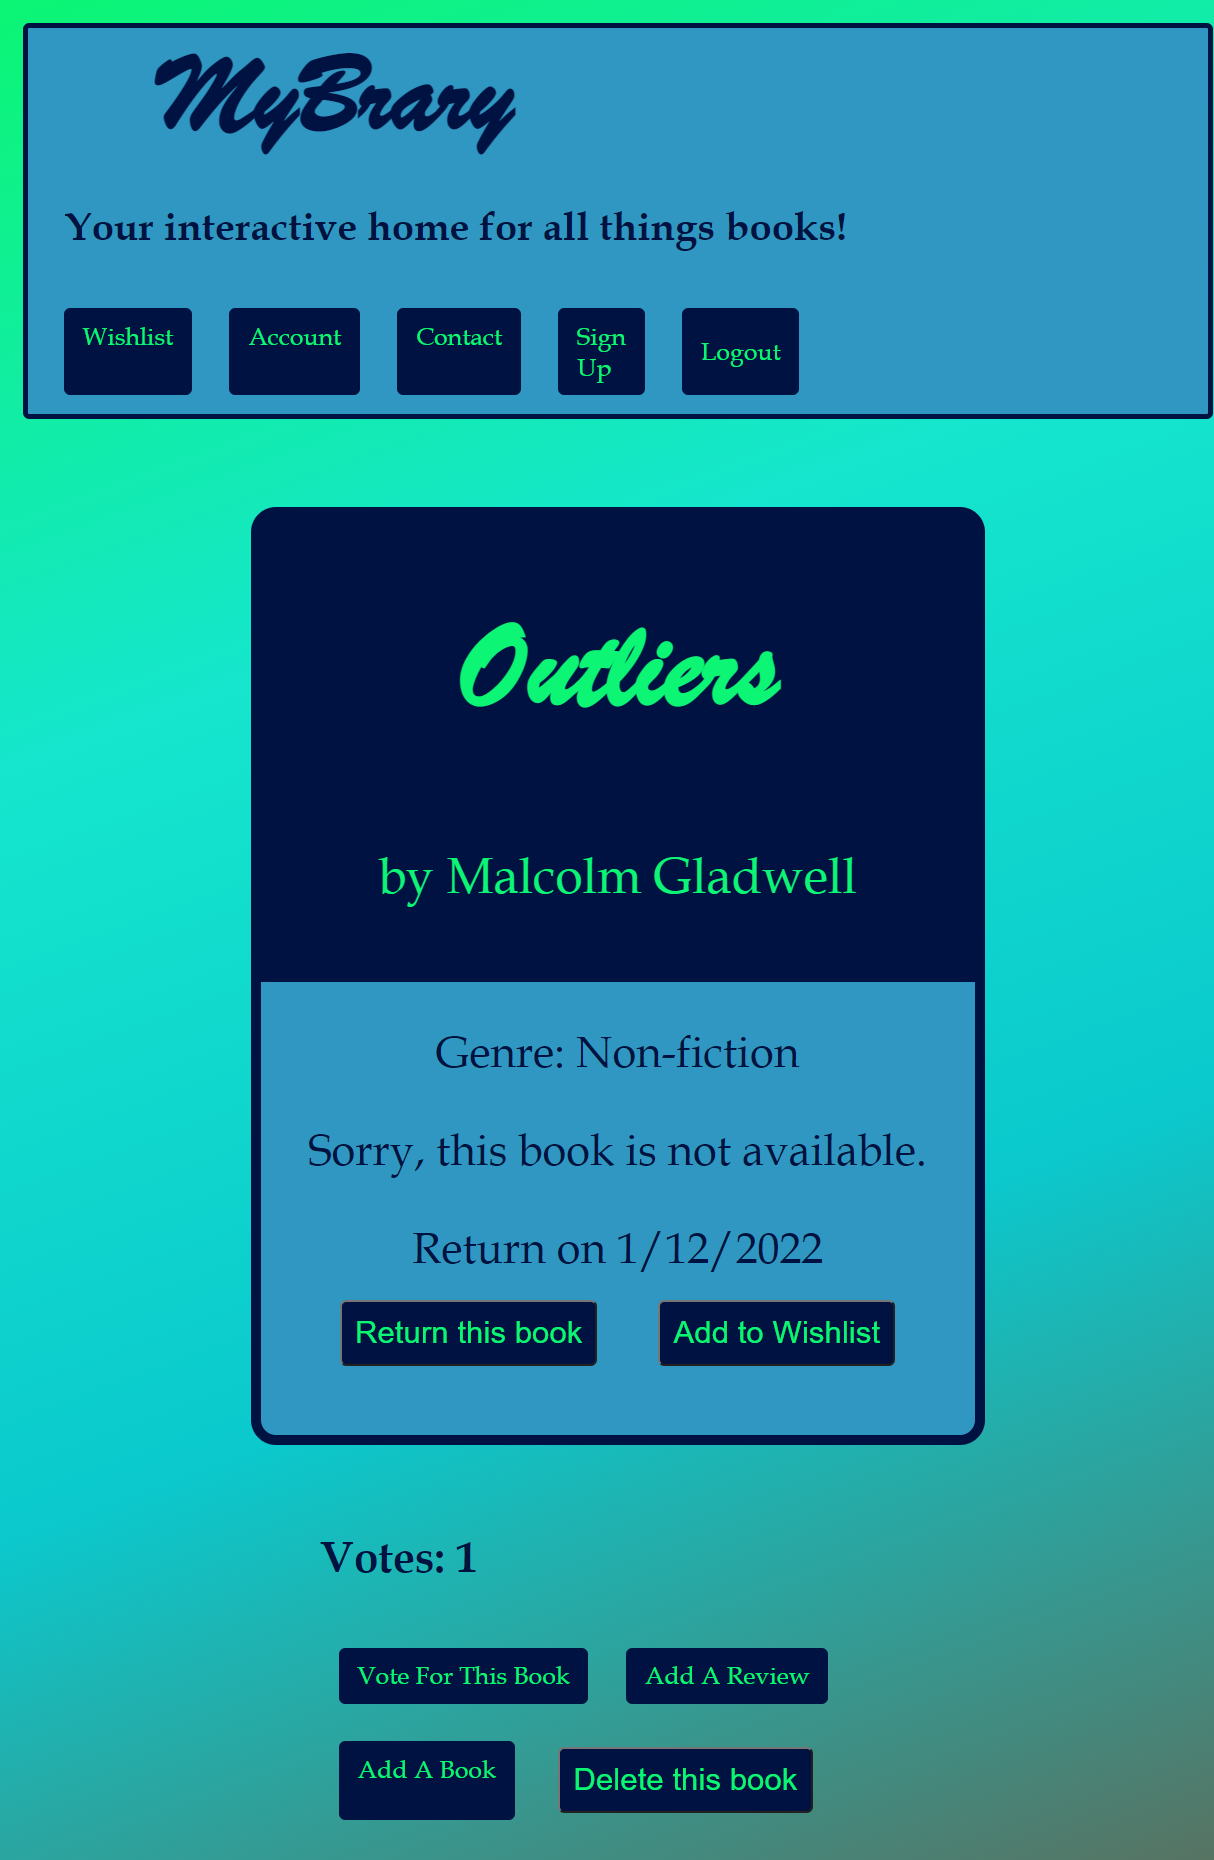 MyBrary
Your interactive home for all things books!
Wishlist
Account
Contact
Sign
Up
Logout
Outliers
by Malcolm Gladwell
Genre: Non-fiction
Sorry, this book is not available.
Return on 1/12/2022
Return this book
Add to Wishlist
Votes: 1
Vote For This Book
Add A Review
Add A Book
Delete this book